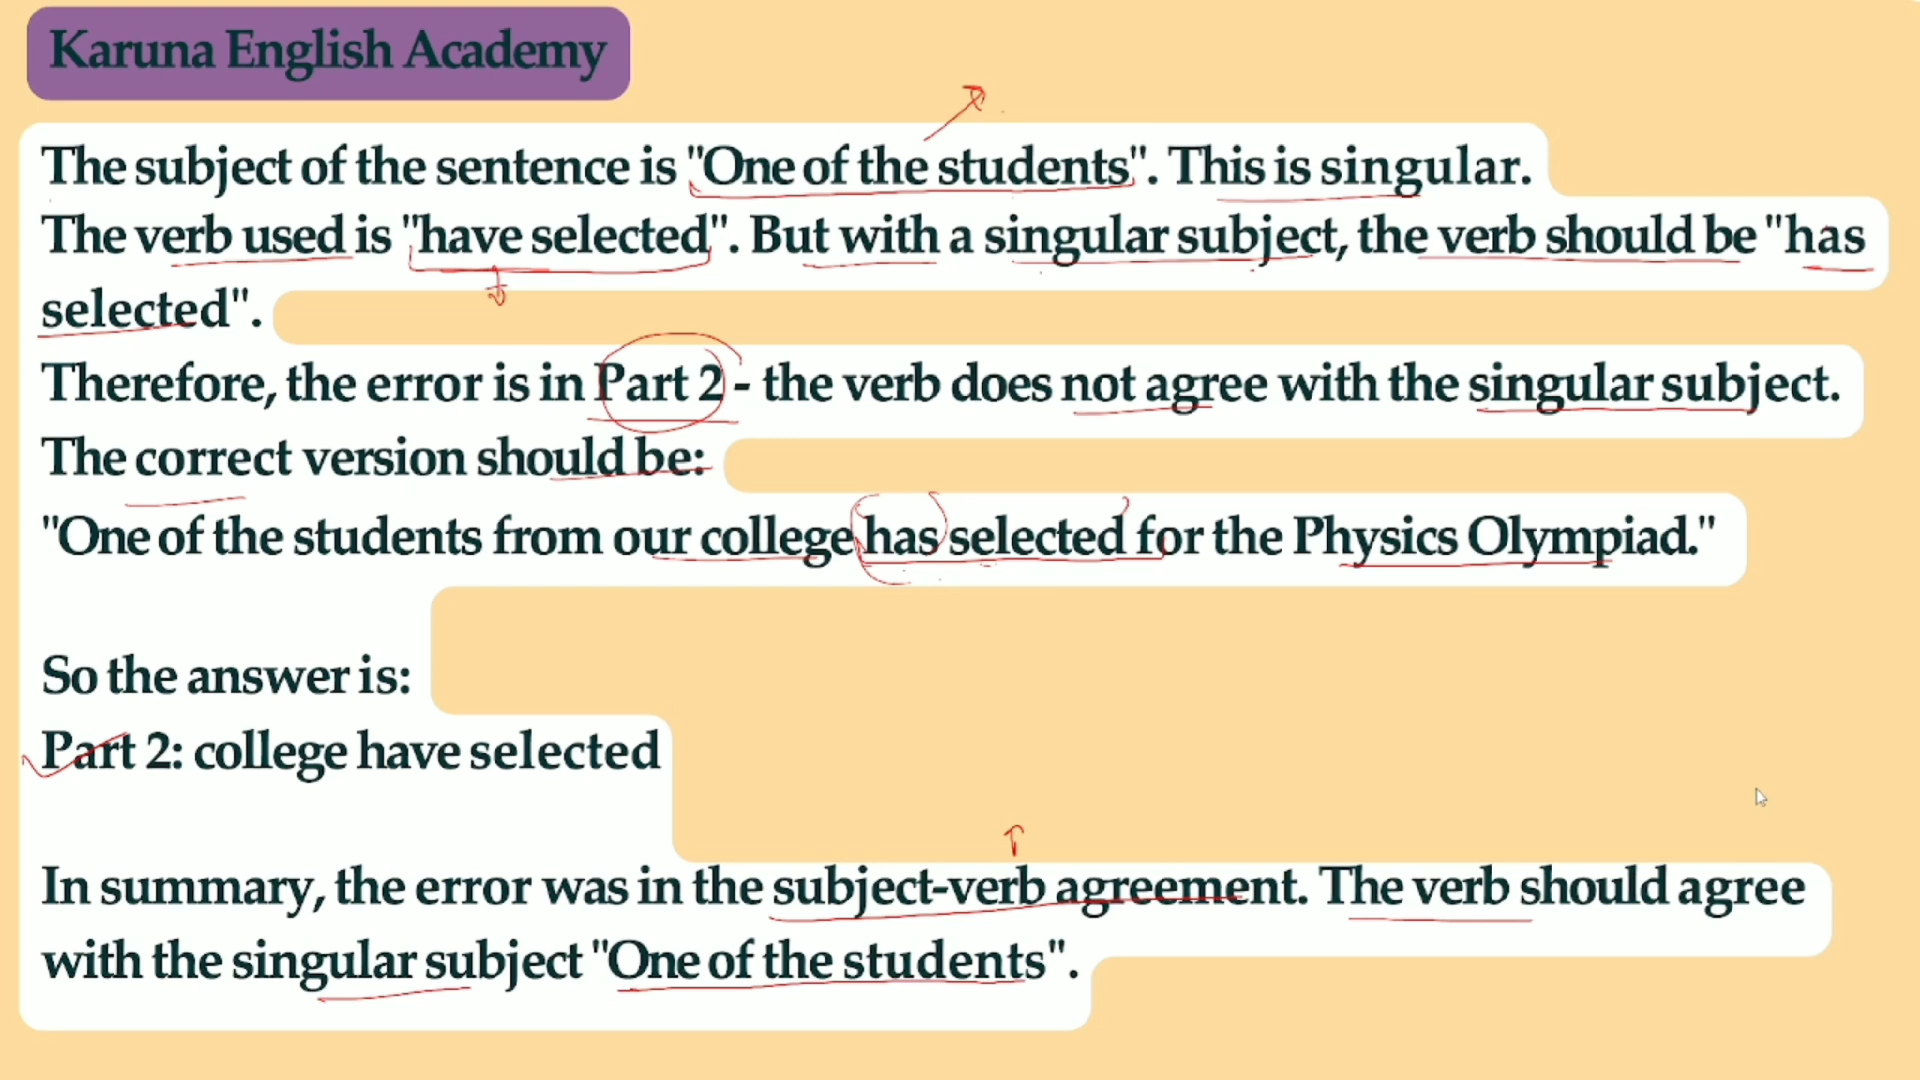 Karuna English Academy
The subject of the sentence is "One of the students". This is singular.
The verb used is "have selected". But with a singular subject, the verb should be "has
selected".
Therefore, the error is in Part 2 - the verb does not agree with the singular subject.
The correct version should be:
"One of the students from our college has selected for the Physics Olympiad."
So the answer is:
Part 2: college have selected
In summary, the error was in the subject-verb agreement. The verb should agree
with the singular subject "One of the students".